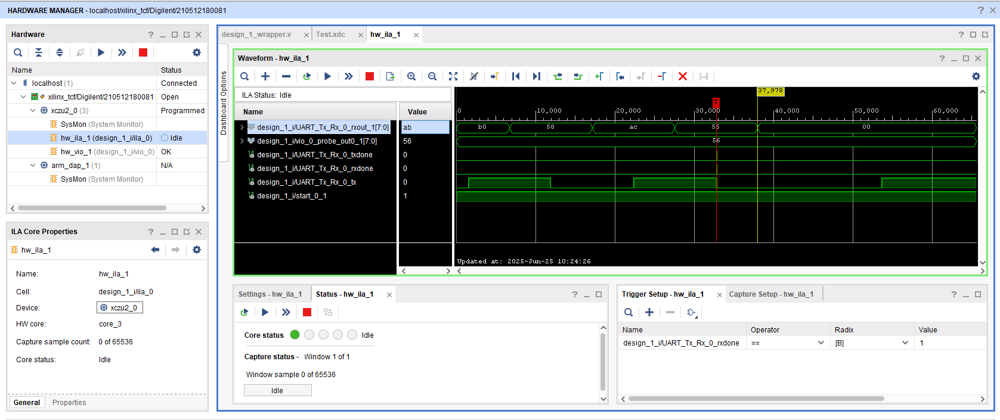 HARDWARE MANAGER - localhost/xilinx_tcf/Digilent/210512180081
Hardware
Name Status
localhost (1) Connected
xilinx_tcf/Digilent/210512180081 Open
xczu2_0 (3) Programmed
SysMon (System Monitor)
hw_ila_1 (design_1_i/ila_0) Idle
hw_vio_1 (design_1_i/vio_0) OK
arm_dap_1 (1) N/A
SysMon (System Monitor)
ILA Core Properties
hw_ila_1
Name: hw_ila_1
Cell: design_1_i/ila_0
Device: xczu2_0
HW core: core_3
Capture sample count: 0 of 65536
Core status: Idle
General Properties
design_1_wrapper.v Test.xdc hw_ila_1
Dashboard Options
Waveform - hw_ila_1
ILA Status: Idle
Name Value
design_1_i/UART_Tx_Rx_0_rxout_1[7:0] ab
design_1_i/vio_0_probe_out0_1[7:0] 56
design_1_i/UART_Tx_Rx_0_txdone 0
design_1_i/UART_Tx_Rx_0_rxdone 0
design_1_i/UART_Tx_Rx_0_tx 0
design_1_i/start_0_1 1
37,978
T
0 10,000 20,000 30,000 40,000 50,000 60,000
b0 58 ac 56 00
56
Updated at: 2025-Jun-25 10:24:26
Settings - hw_ila_1 Status - hw_ila_1
Core status Idle
Capture status - Window 1 of 1
Window sample 0 of 65536
Idle
Trigger Setup - hw_ila_1 Capture Setup - hw_ila_1
Name Operator Radix Value
design_1_i/UART_Tx_Rx_0_rxdone == [B] 1